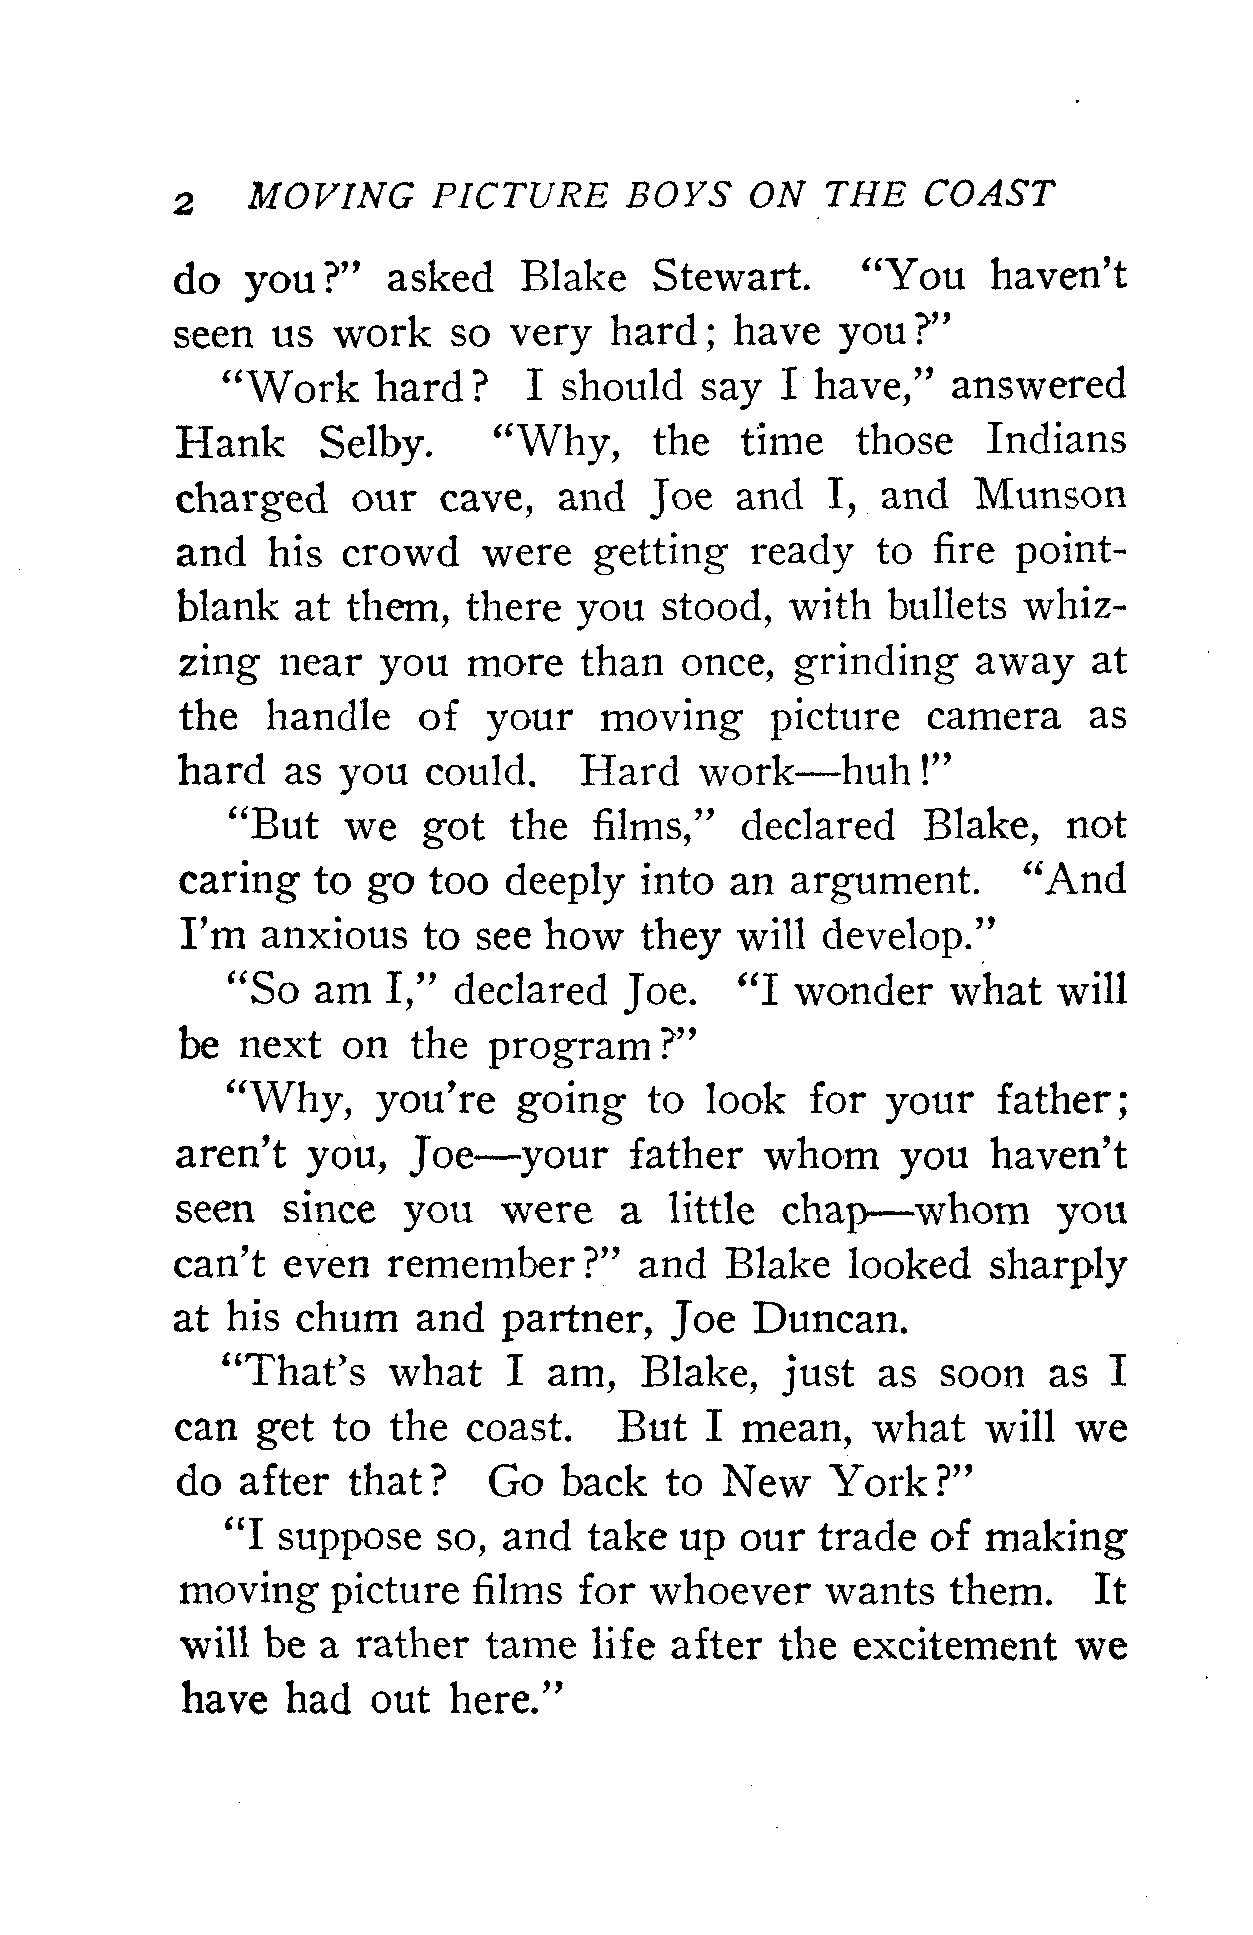 2 MOVING PICTURE BOYS ON THE COAST
do you?" asked Blake Stewart. "You haven't
seen us work so very hard; have you?"
"Work hard? I should say I have," answered
Hank Selby. "Why, the time those Indians
charged our cave, and Joe and I, and Munson
and his crowd were getting ready to fire point-
blank at them, there you stood, with bullets whiz-
zing near you more than once, grinding away at
the handle of your moving picture camera as
hard as you could. Hard work—huh!"
"But we got the films," declared Blake, not
caring to go too deeply into an argument. "And
I'm anxious to see how they will develop."
"So am I," declared Joe. "I wonder what will
be next on the program?"
"Why, you're going to look for your father;
aren't you, Joe—your father whom you haven't
seen since you were a little chap—whom you
can't even remember?" and Blake looked sharply
at his chum and partner, Joe Duncan.
"That's what I am, Blake, just as soon as I
can get to the coast. But I mean, what will we
do after that? Go back to New York?"
"I suppose so, and take up our trade of making
moving picture films for whoever wants them. It
will be a rather tame life after the excitement we
have had out here."